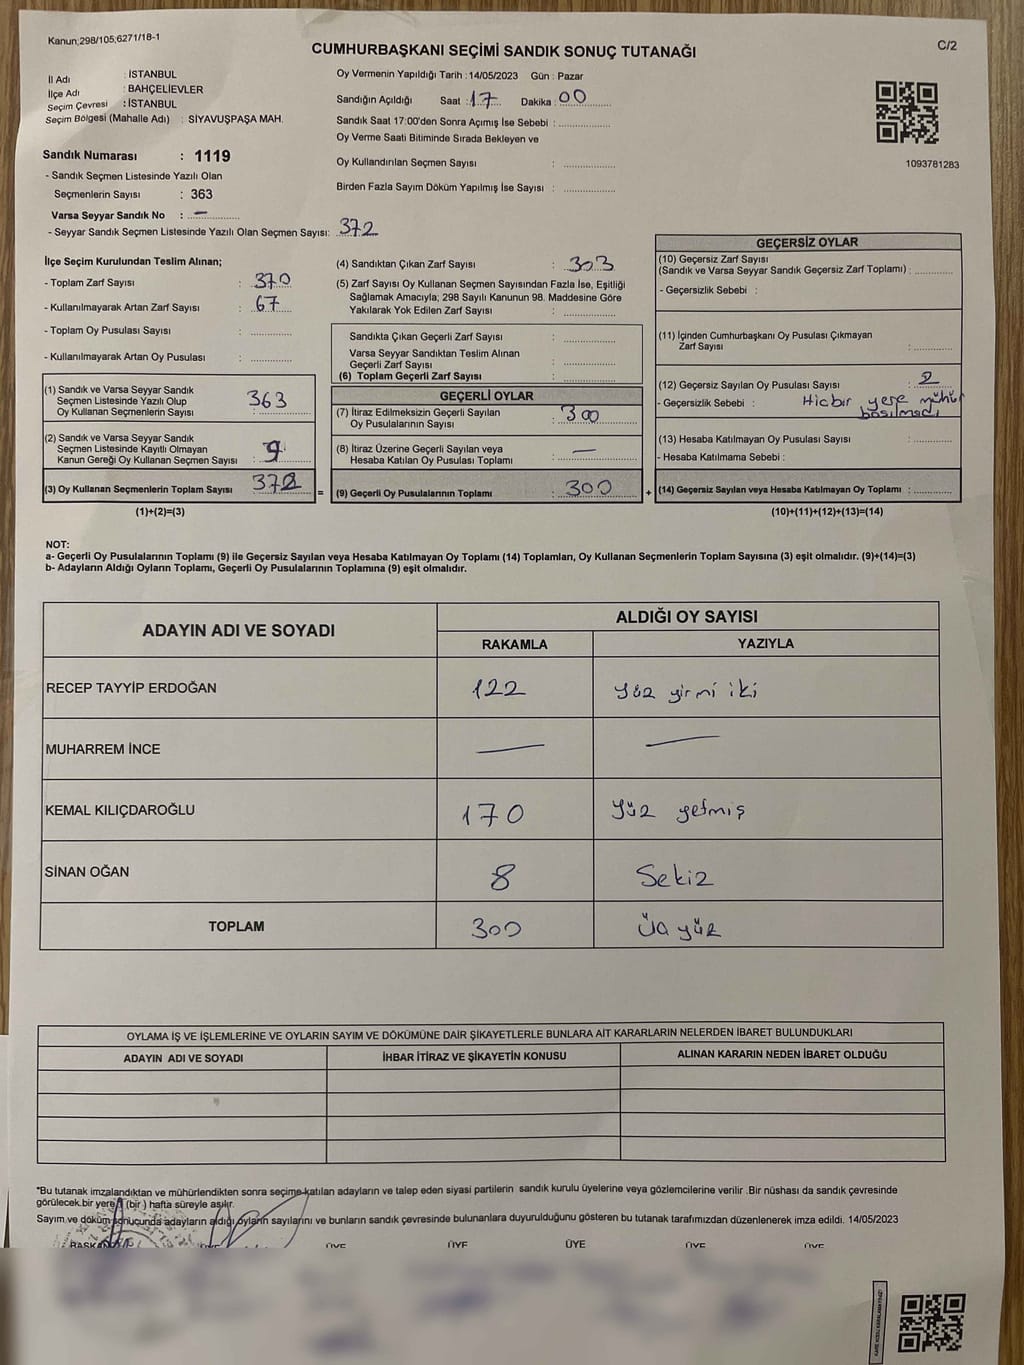 Kanun;298/105;6271/18-1
CUMHURBAŞKANI SEÇİMİ SANDIK SONUÇ TUTANAĞI
C/2
İl Adı : İSTANBUL
İlçe Adı : BAHÇELİEVLER
Seçim Çevresi : İSTANBUL
Seçim Bölgesi (Mahalle Adı) : SİYAVUŞPAŞA MAH.
Sandık Numarası : 1119
- Sandık Seçmen Listesinde Yazılı Olan
Seçmenlerin Sayısı : 363
Varsa Seyyar Sandık No : —
- Seyyar Sandık Seçmen Listesinde Yazılı Olan Seçmen Sayısı: 372
Oy Vermenin Yapıldığı Tarih : 14/05/2023 Gün : Pazar
Sandığın Açıldığı Saat : 17 Dakika : 00
Sandık Saat 17:00'den Sonra Açımış İse Sebebi : ..............
Oy Verme Saati Bitiminde Sırada Bekleyen ve
Oy Kullandırılan Seçmen Sayısı : ..............
Birden Fazla Sayım Döküm Yapılmış İse Sayısı : ..............
1093781283
İlçe Seçim Kurulundan Teslim Alınan;
- Toplam Zarf Sayısı : 370
- Kullanılmayarak Artan Zarf Sayısı : 67
- Toplam Oy Pusulası Sayısı : ..............
- Kullanılmayarak Artan Oy Pusulası : ..............
(1) Sandık ve Varsa Seyyar Sandık
Seçmen Listesinde Yazılı Olup
Oy Kullanan Seçmenlerin Sayısı : 363
(2) Sandık ve Varsa Seyyar Sandık
Seçmen Listesinde Kayıtlı Olmayan
Kanun Gereği Oy Kullanan Seçmen Sayısı : 9
(3) Oy Kullanan Seçmenlerin Toplam Sayısı : 372
(1)+(2)=(3)
(4) Sandıktan Çıkan Zarf Sayısı : 303
(5) Zarf Sayısı Oy Kullanan Seçmen Sayısından Fazla İse, Eşitliği
Sağlamak Amacıyla; 298 Sayılı Kanunun 98. Maddesine Göre
Yakılarak Yok Edilen Zarf Sayısı : ..............
Sandıkta Çıkan Geçerli Zarf Sayısı : ..............
Varsa Seyyar Sandıktan Teslim Alınan
Geçerli Zarf Sayısı : ..............
(6) Toplam Geçerli Zarf Sayısı : ..............
GEÇERLİ OYLAR
(7) İtiraz Edilmeksizin Geçerli Sayılan
Oy Pusulalarının Sayısı : 300
(8) İtiraz Üzerine Geçerli Sayılan veya
Hesaba Katılan Oy Pusulası Toplamı : —
= (9) Geçerli Oy Pusulalarının Toplamı : 300 +
GEÇERSİZ OYLAR
(10) Geçersiz Zarf Sayısı
(Sandık ve Varsa Seyyar Sandık Geçersiz Zarf Toplamı) : ..............
- Geçersizlik Sebebi :
(11) İçinden Cumhurbaşkanı Oy Pusulası Çıkmayan
Zarf Sayısı : ..............
(12) Geçersiz Sayılan Oy Pusulası Sayısı : 2
- Geçersizlik Sebebi : Hicbir yere mühür
basılmadı
(13) Hesaba Katılmayan Oy Pusulası Sayısı : ..............
- Hesaba Katılmama Sebebi :
(14) Geçersiz Sayılan veya Hesaba Katılmayan Oy Toplamı : ..............
(10)+(11)+(12)+(13)=(14)
NOT:
a- Geçerli Oy Pusulalarının Toplamı (9) ile Geçersiz Sayılan veya Hesaba Katılmayan Oy Toplamı (14) Toplamları, Oy Kullanan Seçmenlerin Toplam Sayısına (3) eşit olmalıdır. (9)+(14)=(3)
b- Adayların Aldığı Oyların Toplamı, Geçerli Oy Pusulalarının Toplamına (9) eşit olmalıdır.
ADAYIN ADI VE SOYADI ALDIĞI OY SAYISI
RAKAMLA YAZIYLA
RECEP TAYYİP ERDOĞAN 122 yüz yirmi iki
MUHARREM İNCE — —
KEMAL KILIÇDAROĞLU 170 yüz yetmiş
SİNAN OĞAN 8 Sekiz
TOPLAM 300 Üç yüz
OYLAMA İŞ VE İŞLEMLERİNE VE OYLARIN SAYIM VE DÖKÜMÜNE DAİR ŞİKAYETLERLE BUNLARA AİT KARARLARIN NELERDEN İBARET BULUNDUKLARI
ADAYIN ADI VE SOYADI İHBAR İTİRAZ VE ŞİKAYETİN KONUSU ALINAN KARARIN NEDEN İBARET OLDUĞU
*Bu tutanak imzalandıktan ve mühürlendikten sonra seçime katılan adayların ve talep eden siyasi partilerin sandık kurulu üyelerine veya gözlemcilerine verilir .Bir nüshası da sandık çevresinde
görülecek bir yere 1 (bir ) hafta süreyle asılır.
Sayım ve döküm sonucunda adayların aldığı oyların sayılarını ve bunların sandık çevresinde bulunanlara duyurulduğunu gösteren bu tutanak tarafımızdan düzenlenerek imza edildi. 14/05/2023
BAŞKAN ÜYE ÜYE ÜYE ÜYE ÜYE